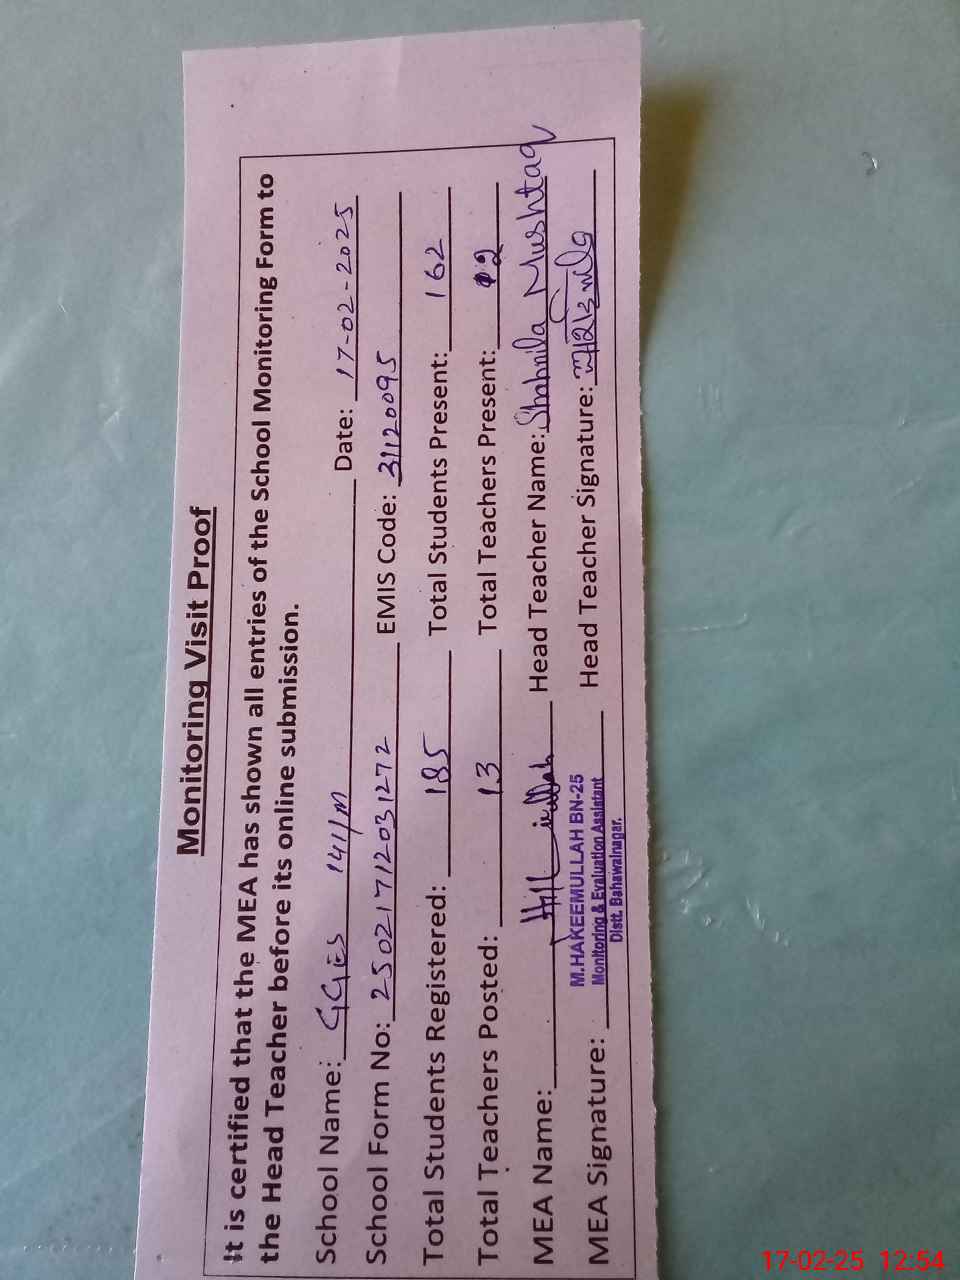 Monitoring Visit Proof
It is certified that the MEA has shown all entries of the School Monitoring Form to
the Head Teacher before its online submission.
School Name: GGES 141/M Date: 17-02-2025
School Form No: 2502171203 1272 EMIS Code: 31120095
Total Students Registered: 185 Total Students Present: 162
Total Teachers Posted: 13 Total Teachers Present:
MEA Name: Head Teacher Name: Shahnila Mushtaq
MEA Signature: Head Teacher Signature:
M.HAKEEMULLAH BN-25
Monitoring & Evaluation Assistant
Distt. Bahawalnagar.
17-02-25 12:54